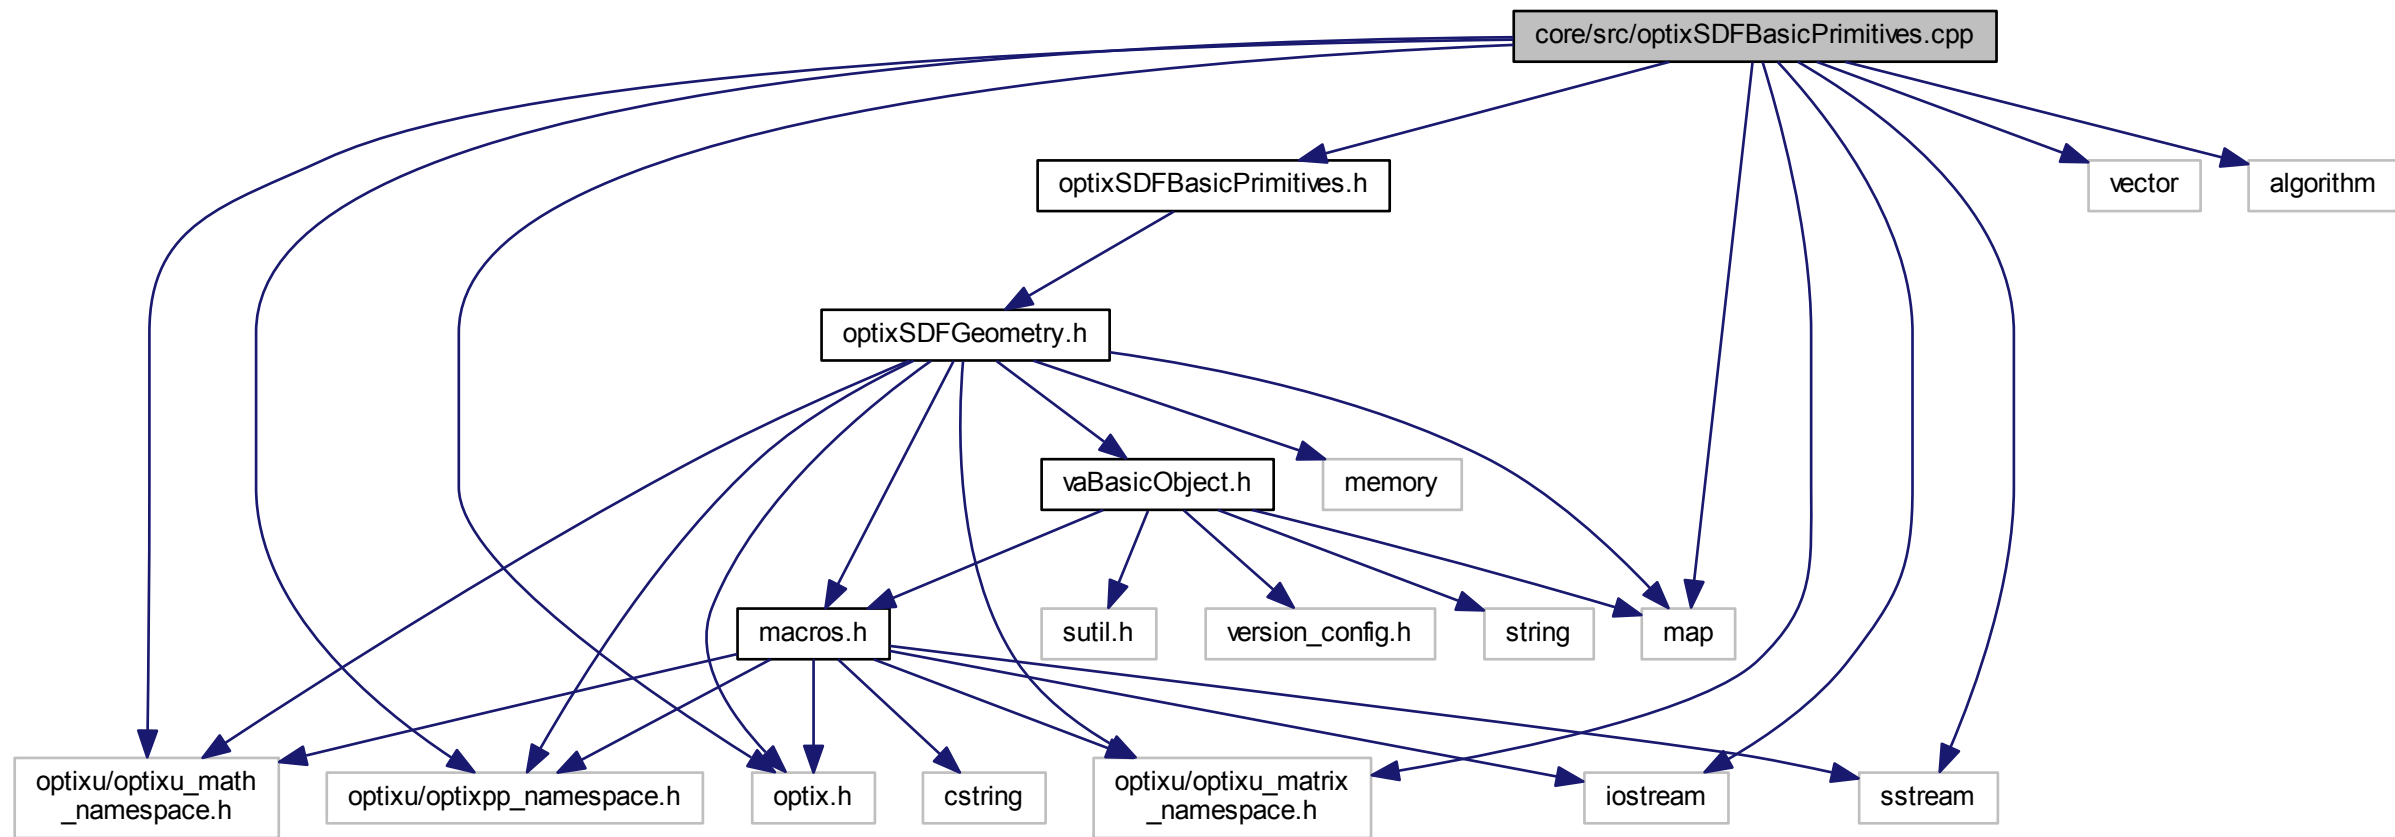 core/src/optixSDFBasicPrimitives.cpp
optixSDFBasicPrimitives.h
vector
algorithm
optixSDFGeometry.h
vaBasicObject.h
memory
macros.h
sutil.h
version_config.h
string
map
optixu/optixu_math
_namespace.h
optixu/optixpp_namespace.h
optix.h
cstring
optixu/optixu_matrix
_namespace.h
iostream
sstream